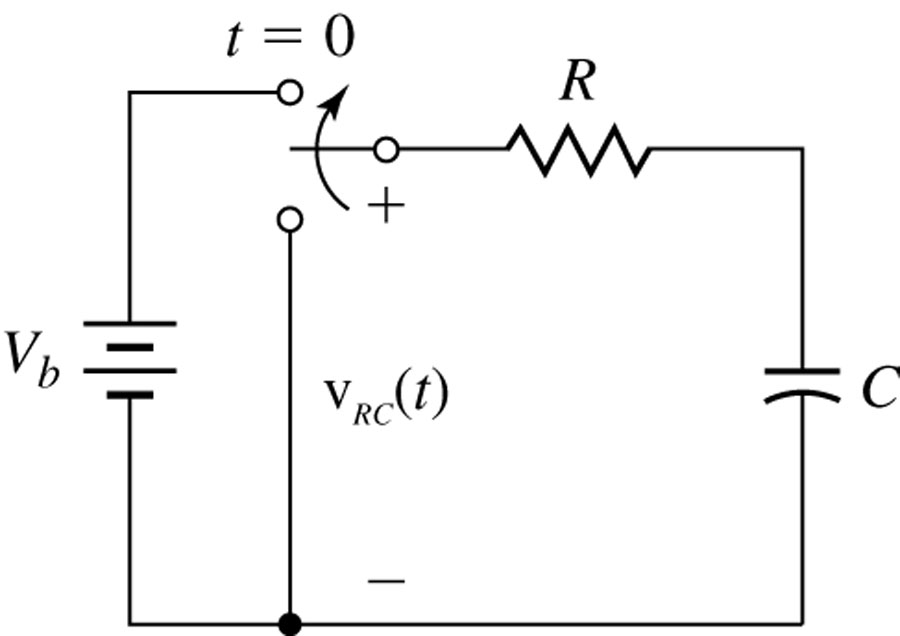 t = 0
R
+
V_b
v_RC(t)
C
−